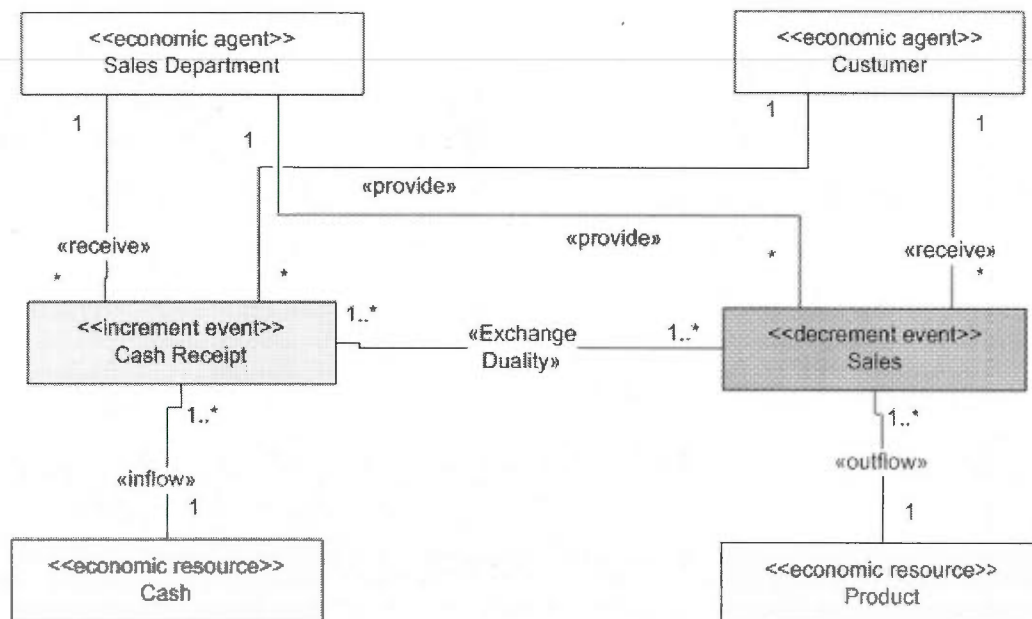 <<economic agent>>
Sales Department
<<economic agent>>
Custumer
1
1
1
1
«provide»
«provide»
«receive»
*
*
*
«receive»
*
<<increment event>>
Cash Receipt
1..*
«Exchange
Duality»
1..*
<<decrement event>>
Sales
1..*
1..*
«inflow»
«outflow»
1
1
<<economic resource>>
Cash
<<economic resource>>
Product